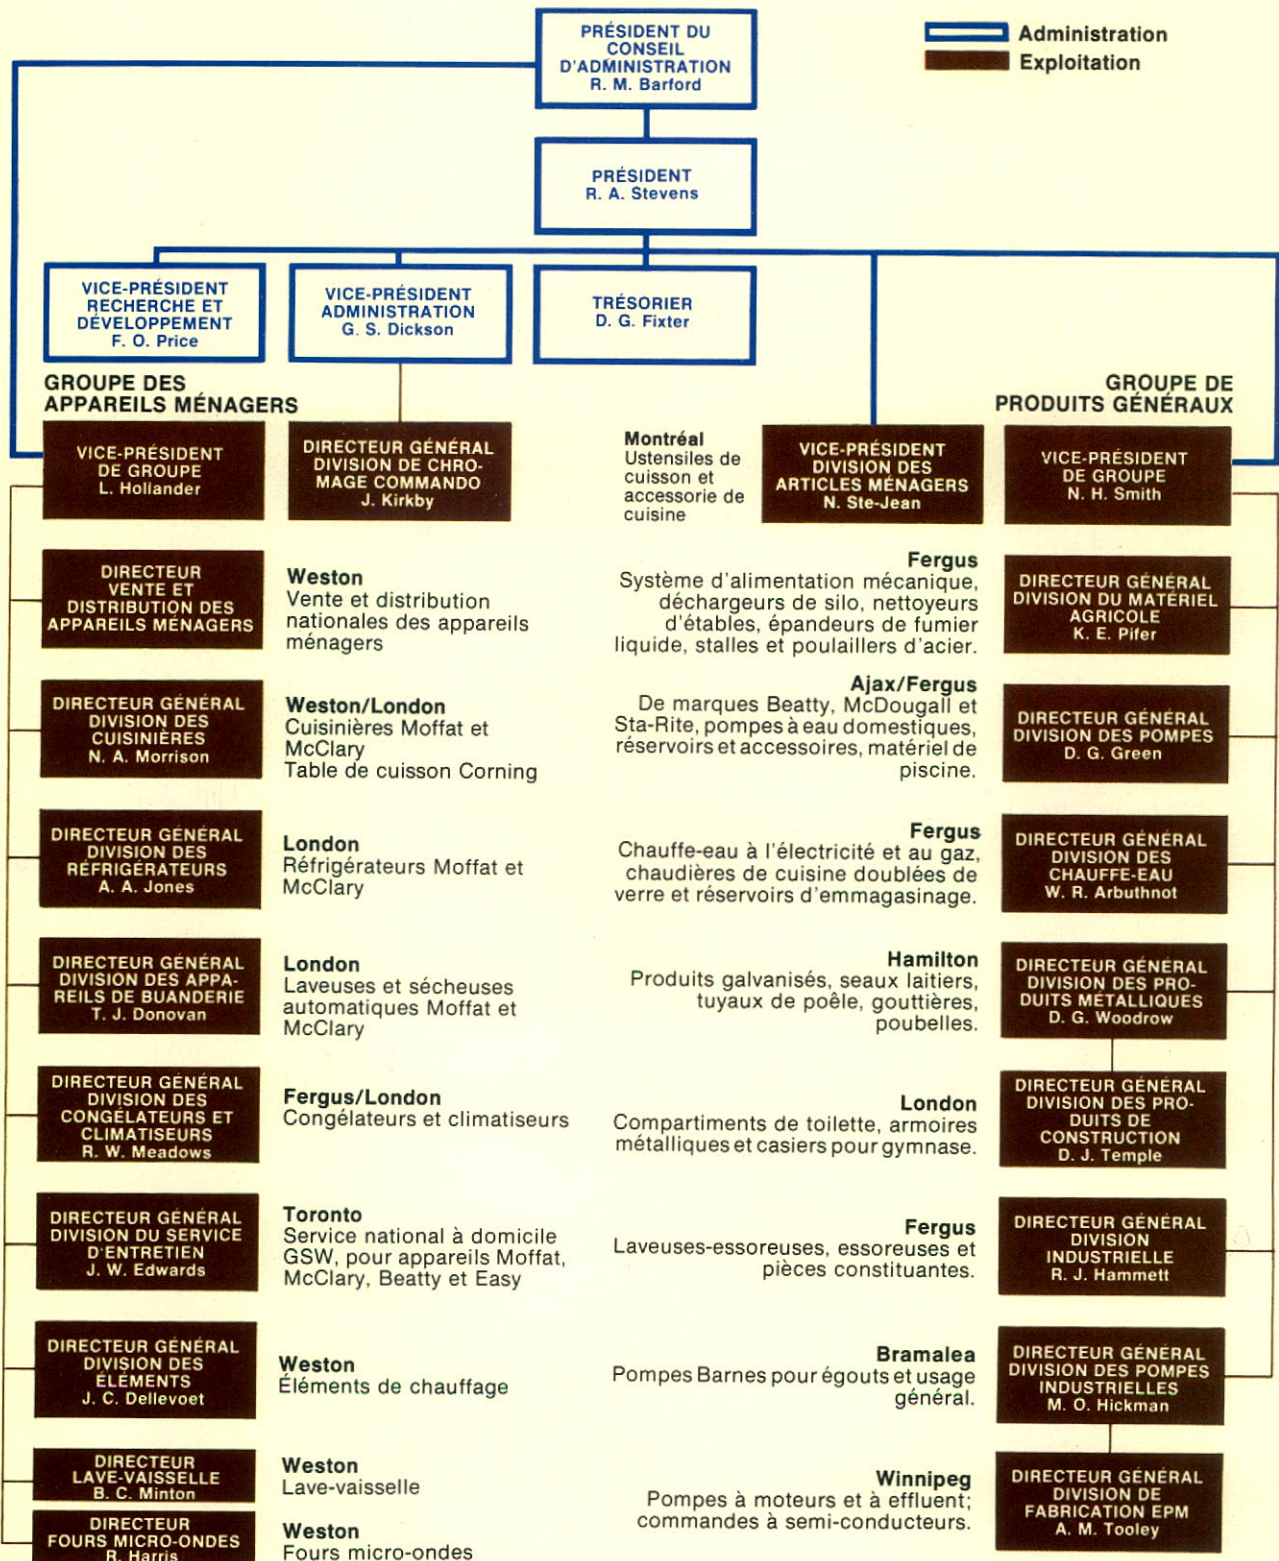 PRÉSIDENT DU
CONSEIL
D'ADMINISTRATION
R. M. Barford
Administration
Exploitation
PRÉSIDENT
R. A. Stevens
VICE-PRÉSIDENT
RECHERCHE ET
DÉVELOPPEMENT
F. O. Price
VICE-PRÉSIDENT
ADMINISTRATION
G. S. Dickson
TRÉSORIER
D. G. Fixter
GROUPE DES
APPAREILS MÉNAGERS
GROUPE DE
PRODUITS GÉNÉRAUX
VICE-PRÉSIDENT
DE GROUPE
L. Hollander
DIRECTEUR GÉNÉRAL
DIVISION DE CHRO-
MAGE COMMANDO
J. Kirkby
Montréal
Ustensiles de
cuisson et
accessorie de
cuisine
VICE-PRÉSIDENT
DIVISION DES
ARTICLES MÉNAGERS
N. Ste-Jean
VICE-PRÉSIDENT
DE GROUPE
N. H. Smith
DIRECTEUR
VENTE ET
DISTRIBUTION DES
APPAREILS MÉNAGERS
Weston
Vente et distribution
nationales des appareils
ménagers
Fergus
Système d'alimentation mécanique,
déchargeurs de silo, nettoyeurs
d'étables, épandeurs de fumier
liquide, stalles et poulaillers d'acier.
DIRECTEUR GÉNÉRAL
DIVISION DU MATÉRIEL
AGRICOLE
K. E. Pifer
DIRECTEUR GÉNÉRAL
DIVISION DES
CUISINIÈRES
N. A. Morrison
Weston/London
Cuisinières Moffat et
McClary
Table de cuisson Corning
Ajax/Fergus
De marques Beatty, McDougall et
Sta-Rite, pompes à eau domestiques,
réservoirs et accessoires, matériel de
piscine.
DIRECTEUR GÉNÉRAL
DIVISION DES POMPES
D. G. Green
DIRECTEUR GÉNÉRAL
DIVISION DES
RÉFRIGÉRATEURS
A. A. Jones
London
Réfrigérateurs Moffat et
McClary
Fergus
Chauffe-eau à l'électricité et au gaz,
chaudières de cuisine doublées de
verre et réservoirs d'emmagasinage.
DIRECTEUR GÉNÉRAL
DIVISION DES
CHAUFFE-EAU
W. R. Arbuthnot
DIRECTEUR GÉNÉRAL
DIVISION DES APPA-
REILS DE BUANDERIE
T. J. Donovan
London
Laveuses et sécheuses
automatiques Moffat et
McClary
Hamilton
Produits galvanisés, seaux laitiers,
tuyaux de poêle, gouttières,
poubelles.
DIRECTEUR GÉNÉRAL
DIVISION DES PRO-
DUITS MÉTALLIQUES
D. G. Woodrow
DIRECTEUR GÉNÉRAL
DIVISION DES
CONGÉLATEURS ET
CLIMATISEURS
R. W. Meadows
Fergus/London
Congélateurs et climatiseurs
London
Compartiments de toilette, armoires
métalliques et casiers pour gymnase.
DIRECTEUR GÉNÉRAL
DIVISION DES PRO-
DUITS DE
CONSTRUCTION
D. J. Temple
DIRECTEUR GÉNÉRAL
DIVISION DU SERVICE
D'ENTRETIEN
J. W. Edwards
Toronto
Service national à domicile
GSW, pour appareils Moffat,
McClary, Beatty et Easy
Fergus
Laveuses-essoreuses, essoreuses et
pièces constituantes.
DIRECTEUR GÉNÉRAL
DIVISION
INDUSTRIELLE
R. J. Hammett
DIRECTEUR GÉNÉRAL
DIVISION DES
ÉLÉMENTS
J. C. Dellevoet
Weston
Éléments de chauffage
Bramalea
Pompes Barnes pour égouts et usage
général.
DIRECTEUR GÉNÉRAL
DIVISION DES POMPES
INDUSTRIELLES
M. O. Hickman
DIRECTEUR
LAVE-VAISSELLE
B. C. Minton
Weston
Lave-vaisselle
Winnipeg
Pompes à moteurs et à effluent;
commandes à semi-conducteurs.
DIRECTEUR GÉNÉRAL
DIVISION DE
FABRICATION EPM
A. M. Tooley
DIRECTEUR
FOURS MICRO-ONDES
R. Harris
Weston
Fours micro-ondes